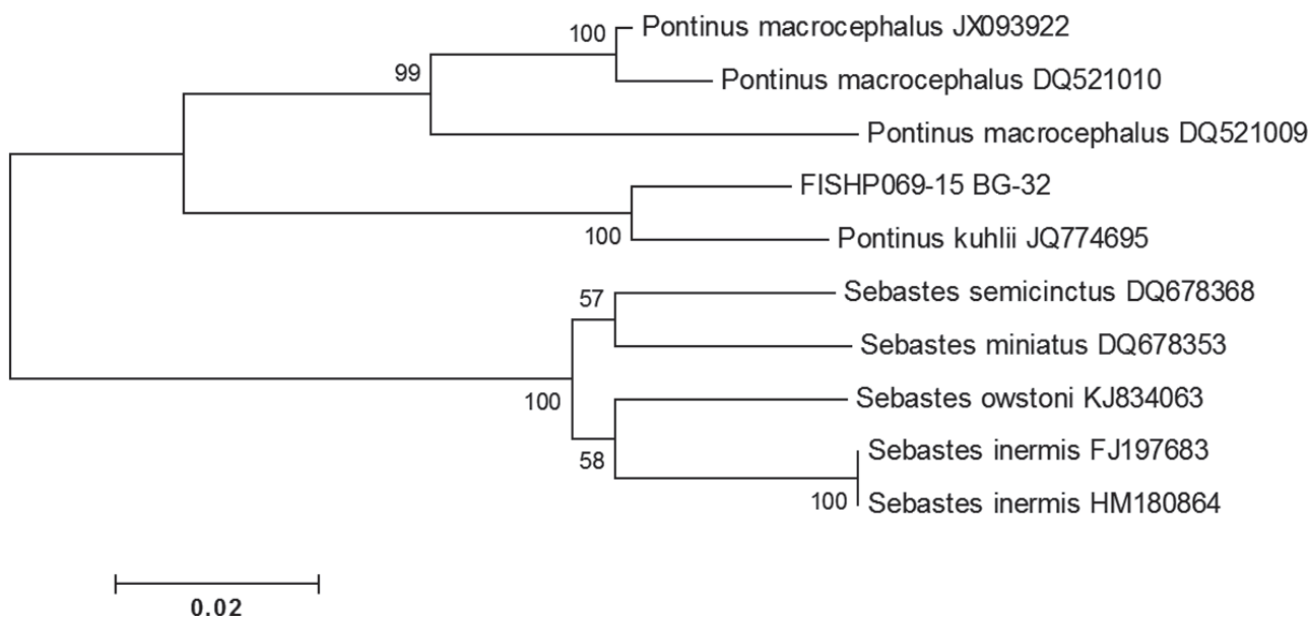 100 Pontinus macrocephalus JX093922
99 Pontinus macrocephalus DQ521010
Pontinus macrocephalus DQ521009
FISHP069-15 BG-32
100 Pontinus kuhlii JQ774695
57 Sebastes semicinctus DQ678368
Sebastes miniatus DQ678353
100 Sebastes owstoni KJ834063
58 Sebastes inermis FJ197683
100 Sebastes inermis HM180864
0.02